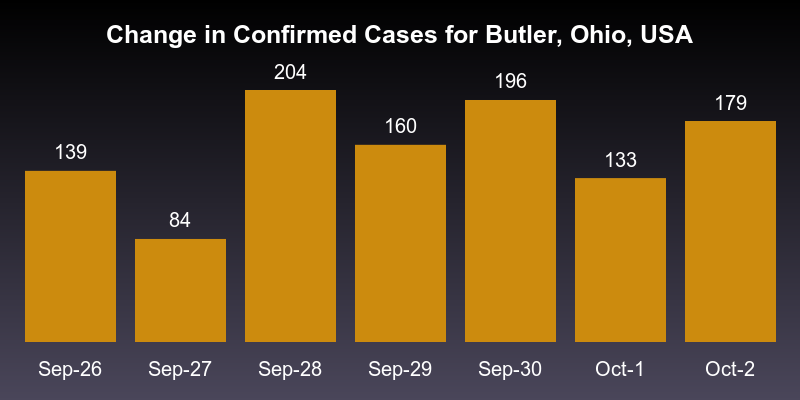 Change in Confirmed Cases for Butler, Ohio, USA
139
84
204
160
196
133
179
Sep-26
Sep-27
Sep-28
Sep-29
Sep-30
Oct-1
Oct-2